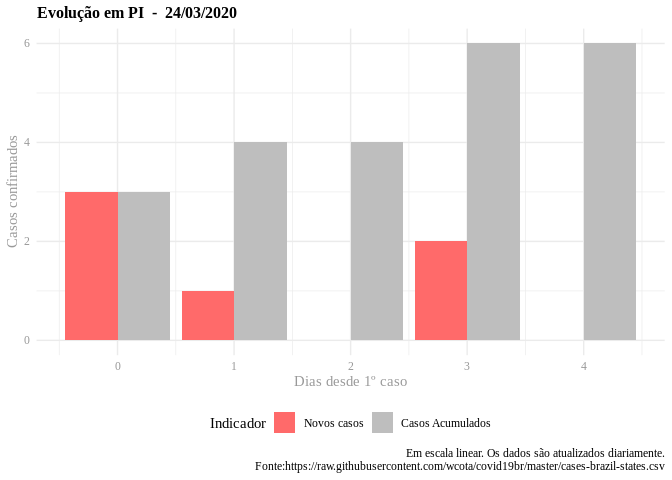 Evolução em PI  -  24/03/2020
6
4
2
0
Casos confirmados
0 1 2 3 4
Dias desde 1º caso
Indicador Novos casos Casos Acumulados
Em escala linear. Os dados são atualizados diariamente.
Fonte:https://raw.githubusercontent.com/wcota/covid19br/master/cases-brazil-states.csv